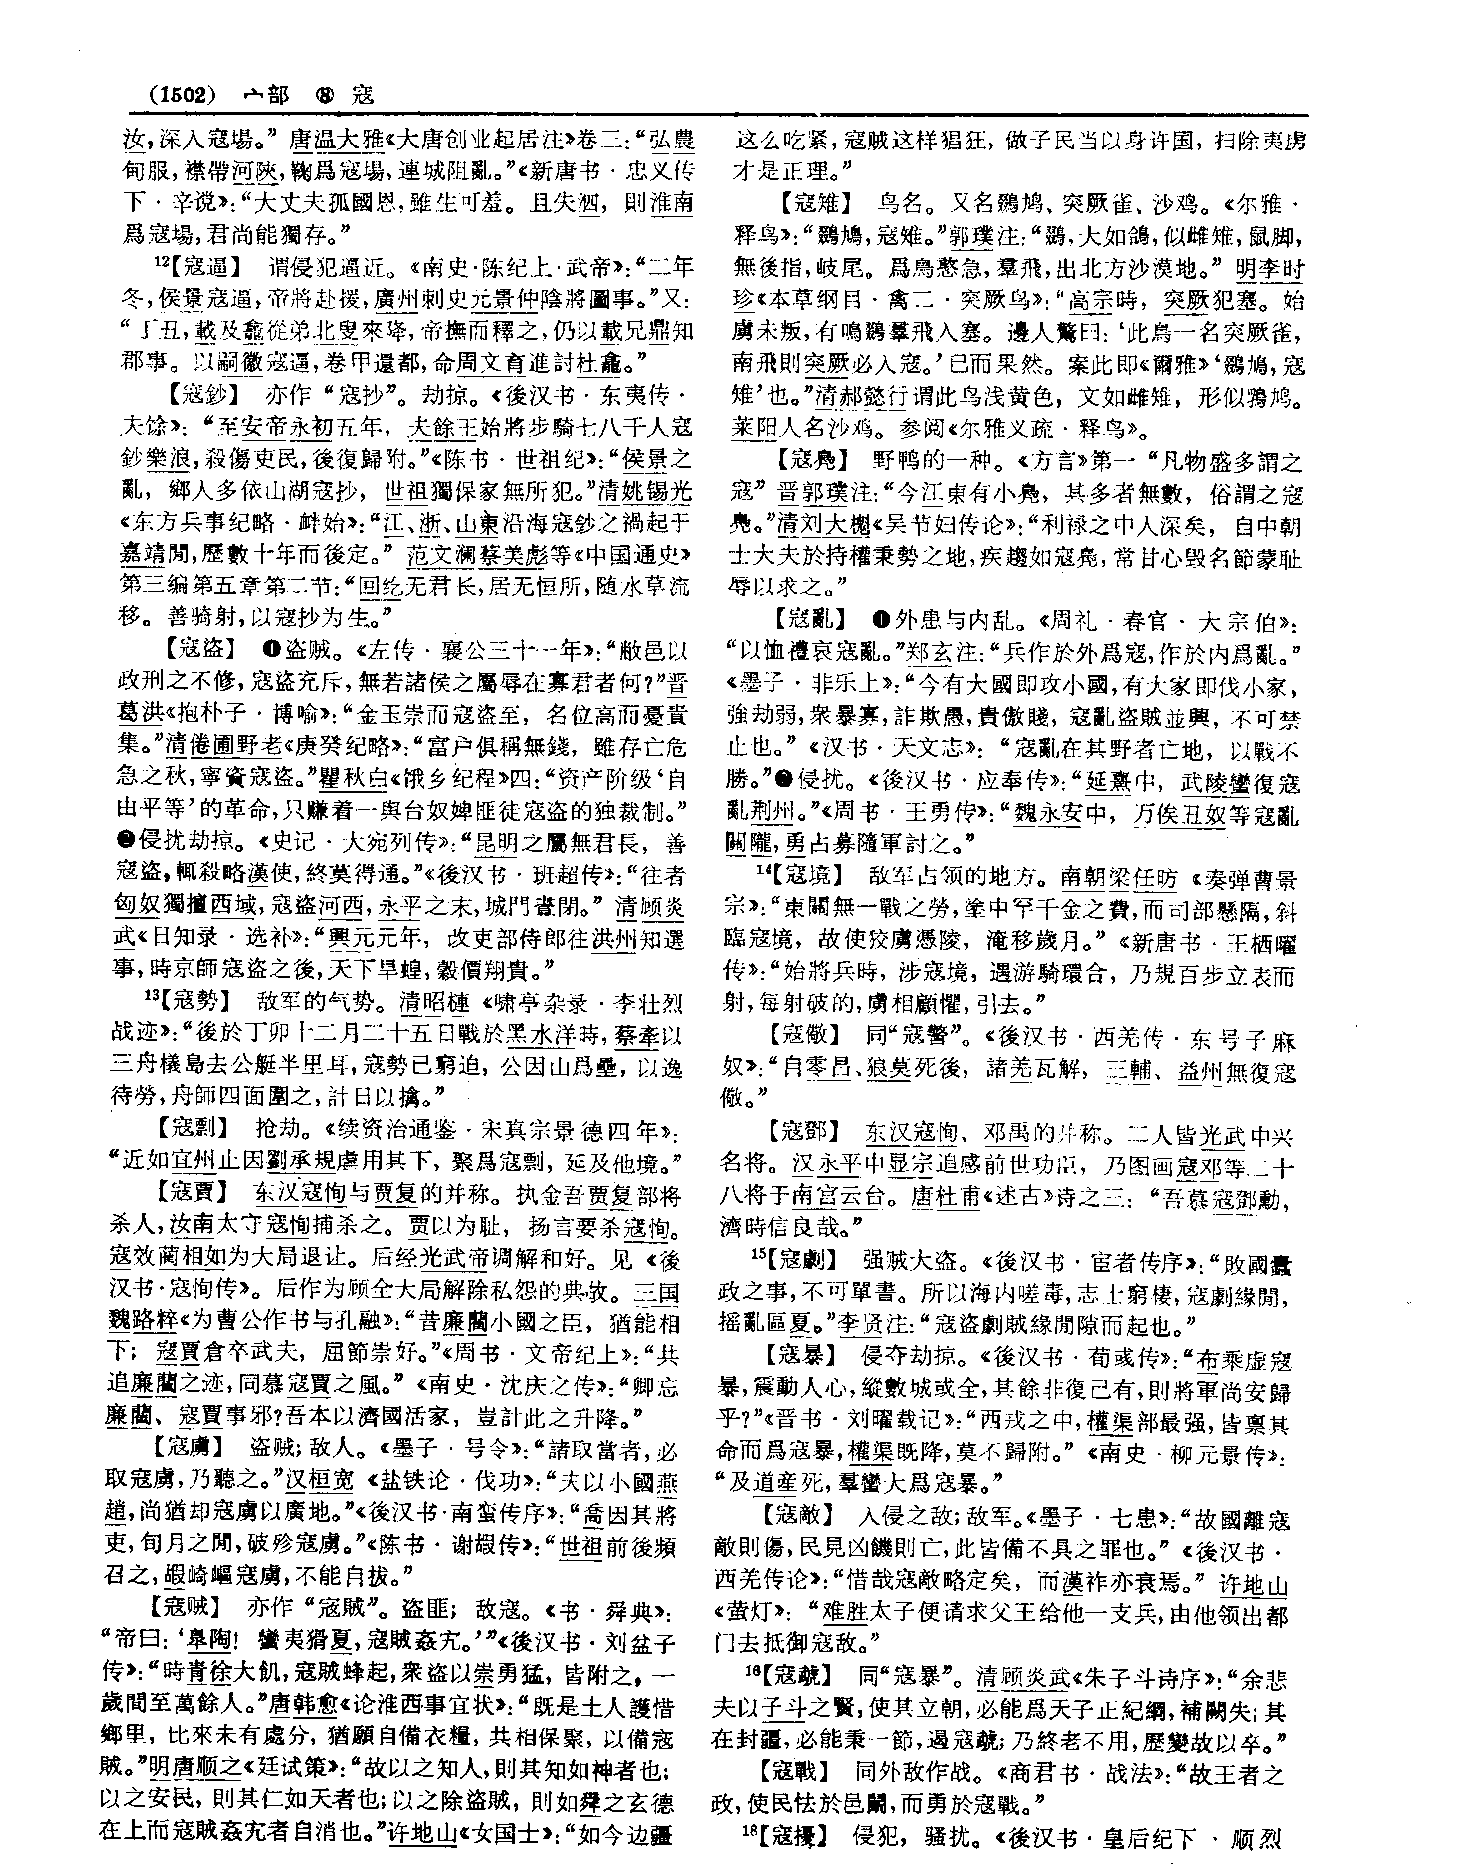 (1502) 宀部 ⑧ 寇
汝，深入寇場。”唐温大雅《大唐创业起居注》卷二：“弘農
甸服，襟帶河陝，鞠爲寇場，連城阻亂。”《新唐书·忠义传
下·辛谠》：“大丈夫孤國恩，雖生可羞。且失泗，則淮南
爲寇場，君尚能獨存。”
¹²【寇逼】 谓侵犯逼近。《南史·陈纪上·武帝》：“二年
冬，侯景寇逼，帝將赴援，廣州刺史元景仲陰將圖事。”又：
“丁丑，載及龕從弟北叟來降，帝撫而釋之，仍以載兄鼎知
郡事。以嗣徽寇逼，卷甲還都，命周文育進討杜龕。”
【寇鈔】 亦作“寇抄”。劫掠。《後汉书·东夷传·
夫馀》：“至安帝永初五年，夫餘王始將步騎七八千人寇
鈔樂浪，殺傷吏民，後復歸附。”《陈书·世祖纪》：“侯景之
亂，鄉人多依山湖寇抄，世祖獨保家無所犯。”清姚锡光
《东方兵事纪略·衅始》：“江、浙、山東沿海寇鈔之禍起于
嘉靖間，歷數十年而後定。”范文澜蔡美彪等《中国通史》
第三编第五章第二节：“回纥无君长，居无恒所，随水草流
移。善骑射，以寇抄为生。”
【寇盗】 ❶盗贼。《左传·襄公三十一年》：“敝邑以
政刑之不修，寇盗充斥，無若諸侯之屬辱在寡君者何？”晋
葛洪《抱朴子·博喻》：“金玉崇而寇盗至，名位高而憂責
集。”清倦圃野老《庚癸纪略》：“富户俱稱無錢，雖存亡危
急之秋，寧資寇盗。”瞿秋白《饿乡纪程》四：“资产阶级‘自
由平等’的革命，只赚着一舆台奴婢匪徒寇盗的独裁制。”
❷侵扰劫掠。《史记·大宛列传》：“昆明之屬無君長，善
寇盗，輒殺略漢使，終莫得通。”《後汉书·班超传》：“往者
匈奴獨擅西域，寇盗河西，永平之末，城門晝閉。”清顾炎
武《日知录·选补》：“興元元年，改吏部侍郎往洪州知選
事，時京師寇盗之後，天下旱蝗，穀價翔貴。”
¹³【寇勢】 敌军的气势。清昭槤《啸亭杂录·李壮烈
战迹》：“後於丁卯十二月二十五日戰於黑水洋時，蔡牽以
三舟檥島去公艇半里耳，寇勢已窮迫，公因山爲壘，以逸
待勞，舟師四面圍之，計日以擒。”
【寇剽】 抢劫。《续资治通鉴·宋真宗景德四年》：
“近如宜州止因劉承規虐用其下，聚爲寇剽，延及他境。”
【寇賈】 东汉寇恂与贾复的并称。执金吾贾复部将
杀人，汝南太守寇恂捕杀之。贾以为耻，扬言要杀寇恂。
寇效蔺相如为大局退让。后经光武帝调解和好。见《後
汉书·寇恂传》。后作为顾全大局解除私怨的典故。三国
魏路粹《为曹公作书与孔融》：“昔廉藺小國之臣，猶能相
下；寇賈倉卒武夫，屈節崇好。”《周书·文帝纪上》：“共
追廉藺之迹，同慕寇賈之風。”《南史·沈庆之传》：“卿忘
廉藺、寇賈事邪？吾本以濟國活家，豈計此之升降。”
【寇虜】 盗贼；敌人。《墨子·号令》：“諸取當者，必
取寇虜，乃聽之。”汉桓宽《盐铁论·伐功》：“夫以小國燕
趙，尚猶却寇虜以廣地。”《後汉书·南蛮传序》：“喬因其將
吏，旬月之間，破殄寇虜。”《陈书·谢嘏传》：“世祖前後頻
召之，嘏崎嶇寇虜，不能自拔。”
【寇贼】 亦作“寇賊”。盗匪；敌寇。《书·舜典》：
“帝曰：‘皋陶！蠻夷猾夏，寇賊姦宄。’”《後汉书·刘盆子
传》：“時青徐大飢，寇賊蜂起，衆盜以崇勇猛，皆附之，一
歲間至萬餘人。”唐韩愈《论淮西事宜状》：“既是土人護惜
鄉里，比來未有處分，猶願自備衣糧，共相保聚，以備寇
賊。”明唐顺之《廷试策》：“故以之知人，則其知如神者也；
以之安民，則其仁如天者也；以之除盜賊，則如舜之玄德
在上而寇賊姦宄者自消也。”许地山《女国士》：“如今边疆
这么吃紧，寇贼这样猖狂，做子民当以身许国，扫除夷虏
才是正理。”
【寇雉】 鸟名。又名鵽鸠、突厥雀、沙鸡。《尔雅·
释鸟》：“鵽鳩，寇雉。”郭璞注：“鵽，大如鴿，似雌雉，鼠脚，
無後指，岐尾。爲鳥憨急，羣飛，出北方沙漠地。”明李时
珍《本草纲目·禽二·突厥鸟》：“高宗時，突厥犯塞。始
虜未叛，有鳴鵽羣飛入塞。邊人驚曰：‘此鳥一名突厥雀，
南飛則突厥必入寇。’已而果然。案此即《爾雅》‘鵽鳩，寇
雉’也。”清郝懿行谓此鸟浅黄色，文如雌雉，形似鹁鸠。
莱阳人名沙鸡。参阅《尔雅义疏·释鸟》。
【寇鳧】 野鸭的一种。《方言》第一“凡物盛多謂之
寇”晋郭璞注：“今江東有小鳧，其多者無數，俗謂之寇
鳧。”清刘大櫆《吴节妇传论》：“利禄之中人深矣，自中朝
士大夫於持權秉勢之地，疾趨如寇鳧，常甘心毁名節蒙耻
辱以求之。”
【寇亂】 ❶外患与内乱。《周礼·春官·大宗伯》：
“以恤禮哀寇亂。”郑玄注：“兵作於外爲寇，作於内爲亂。”
《墨子·非乐上》：“今有大國即攻小國，有大家即伐小家，
強劫弱，衆暴寡，詐欺愚，貴傲賤，寇亂盜賊並興，不可禁
止也。”《汉书·天文志》：“寇亂在其野者亡地，以戰不
勝。”❷侵扰。《後汉书·应奉传》：“延熹中，武陵蠻復寇
亂荆州。”《周书·王勇传》：“魏永安中，万俟丑奴等寇亂
關隴，勇占募隨軍討之。”
¹⁴【寇境】 敌军占领的地方。南朝梁任昉《奏弹曹景
宗》：“東關無一戰之勞，塗中罕千金之費，而司部懸隔，斜
臨寇境，故使狡虜憑陵，淹移歲月。”《新唐书·王栖曜
传》：“始將兵時，涉寇境，遇游騎環合，乃規百步立表而
射，每射破的，虜相顧懼，引去。”
【寇儆】 同“寇警”。《後汉书·西羌传·东号子麻
奴》：“自零昌、狼莫死後，諸羌瓦解，三輔、益州無復寇
儆。”
【寇鄧】 东汉寇恂、邓禹的并称。二人皆光武中兴
名将。汉永平中显宗追感前世功臣，乃图画寇邓等二十
八将于南宫云台。唐杜甫《述古》诗之三：“吾慕寇鄧勳，
濟時信良哉。”
¹⁵【寇劇】 强贼大盗。《後汉书·宦者传序》：“敗國蠹
政之事，不可單書。所以海内嗟毒，志士窮棲，寇劇緣間，
摇亂區夏。”李贤注：“寇盜劇賊緣間隙而起也。”
【寇暴】 侵夺劫掠。《後汉书·荀彧传》：“布乘虚寇
暴，震動人心，縱數城或全，其餘非復己有，則將軍尚安歸
乎？”《晋书·刘曜载记》：“西戎之中，權渠部最强，皆稟其
命而爲寇暴，權渠既降，莫不歸附。”《南史·柳元景传》：
“及道産死，羣蠻大爲寇暴。”
【寇敵】 入侵之敌；敌军。《墨子·七患》：“故國離寇
敵則傷，民見凶饑則亡，此皆備不具之罪也。”《後汉书·
西羌传论》：“惜哉寇敵略定矣，而漢祚亦衰焉。”许地山
《萤灯》：“难胜太子便请求父王给他一支兵，由他领出都
门去抵御寇敌。”
¹⁶【寇虣】 同“寇暴”。清顾炎武《朱子斗诗序》：“余悲
夫以子斗之賢，使其立朝，必能爲天子正紀綱，補闕失；其
在封疆，必能秉一節，遏寇虣；乃終老不用，歷變故以卒。”
【寇戰】 同外敌作战。《商君书·战法》：“故王者之
政，使民怯於邑鬭，而勇於寇戰。”
¹⁸【寇擾】 侵犯，骚扰。《後汉书·皇后纪下·顺烈